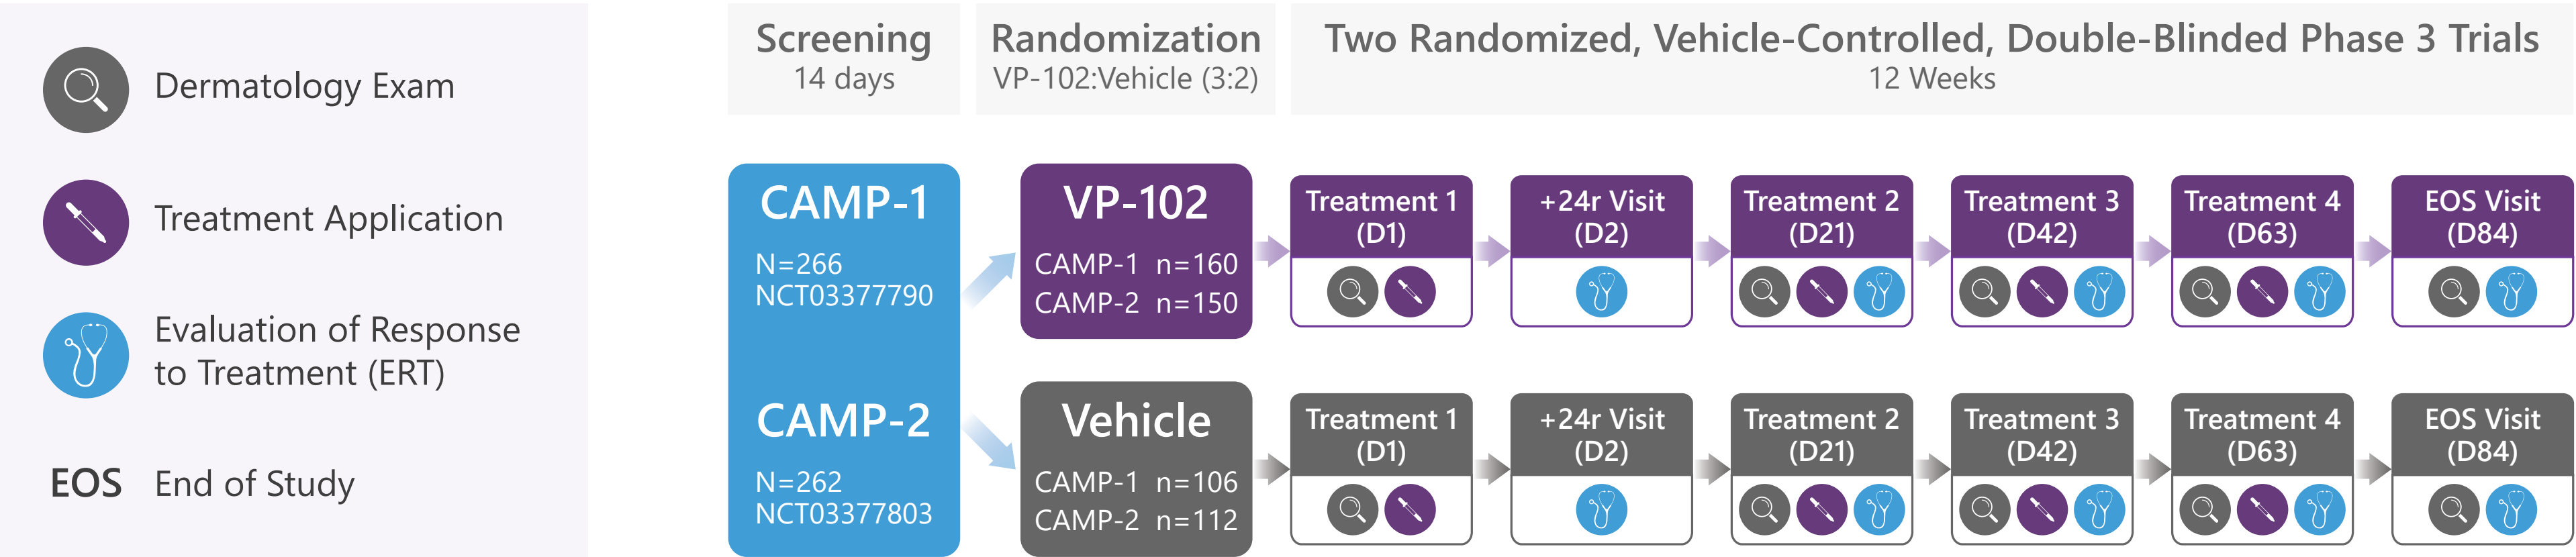 Dermatology Exam
Treatment Application
Evaluation of Response
to Treatment (ERT)
EOS End of Study
Screening
14 days
Randomization
VP-102:Vehicle (3:2)
Two Randomized, Vehicle-Controlled, Double-Blinded Phase 3 Trials
12 Weeks
CAMP-1
N=266
NCT03377790
CAMP-2
N=262
NCT03377803
VP-102
CAMP-1 n=160
CAMP-2 n=150
Treatment 1
(D1)
+24r Visit
(D2)
Treatment 2
(D21)
Treatment 3
(D42)
Treatment 4
(D63)
EOS Visit
(D84)
Vehicle
CAMP-1 n=106
CAMP-2 n=112
Treatment 1
(D1)
+24r Visit
(D2)
Treatment 2
(D21)
Treatment 3
(D42)
Treatment 4
(D63)
EOS Visit
(D84)